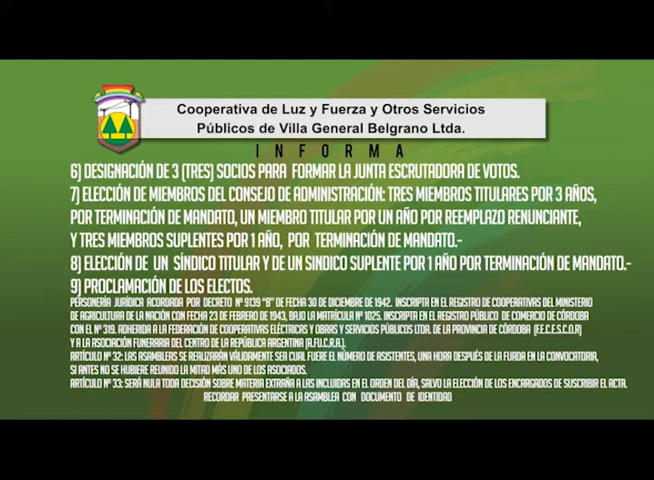 Cooperativa de Luz y Fuerza y Otros Servicios
Públicos de Villa General Belgrano Ltda.
INFORMA
6) DESIGNACIÓN DE 3 (TRES) SOCIOS PARA FORMAR LA JUNTA ESCRUTADORA DE VOTOS.
7) ELECCIÓN DE MIEMBROS DEL CONSEJO DE ADMINISTRACIÓN: TRES MIEMBROS TITULARES POR 3 AÑOS,
POR TERMINACIÓN DE MANDATO, UN MIEMBRO TITULAR POR UN AÑO POR REEMPLAZO RENUNCIANTE,
Y TRES MIEMBROS SUPLENTES POR 1 AÑO, POR TERMINACIÓN DE MANDATO.-
8) ELECCIÓN DE UN SÍNDICO TITULAR Y DE UN SINDICO SUPLENTE POR 1 AÑO POR TERMINACIÓN DE MANDATO.-
9) PROCLAMACIÓN DE LOS ELECTOS.
PERSONERÍA JURÍDICA ACORDADA POR DECRETO Nº 9139 "B" DE FECHA 30 DE DICIEMBRE DE 1942. INSCRIPTA EN EL REGISTRO DE COOPERATIVAS DEL MINISTERIO
DE AGRICULTURA DE LA NACIÓN CON FECHA 23 DE FEBRERO DE 1943, BAJO LA MATRÍCULA Nº 1025. INSCRIPTA EN EL REGISTRO PÚBLICO DE COMERCIO DE CÓRDOBA
CON EL Nº 319. ADHERIDA A LA FEDERACIÓN DE COOPERATIVAS ELÉCTRICAS Y OBRAS Y SERVICIOS PÚBLICOS LTDA. DE LA PROVINCIA DE CÓRDOBA (F.E.C.E.S.C.O.R)
Y A LA ASOCIACIÓN FUNERARIA DEL CENTRO DE LA REPÚBLICA ARGENTINA (A.FU.C.R.A.).
ARTÍCULO Nº 32: LAS ASAMBLERS SE REALIZARÁN VÁLIDAMENTE SEA CUAL FUERE EL NÚMERO DE ASISTENTES, UNA HORA DESPUÉS DE LA FIJADA EN LA CONVOCATORIA,
SI ANTES NO SE HUBIERE REUNIDO LA MITAD MÁS UNO DE LOS ASOCIADOS.
ARTÍCULO Nº 33: SERÁ NULA TODA DECISIÓN SOBRE MATERIA EXTRAÑA A LAS INCLUIDAS EN EL ORDEN DEL DÍA, SALVO LA ELECCIÓN DE LOS ENCARGADOS DE SUSCRIBIR EL ACTA.
RECORDAR PRESENTARSE A LA ASAMBLEA CON DOCUMENTO DE IDENTIDAD